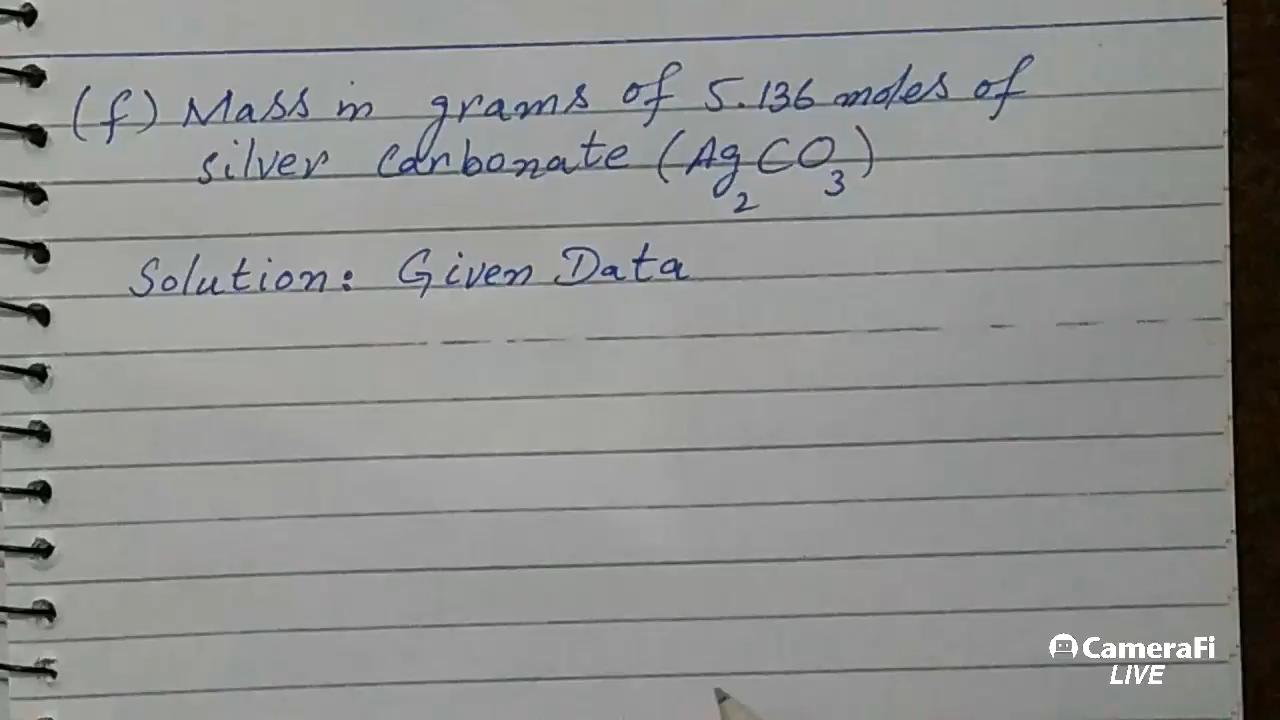 (f) Mass in grams of 5.136 moles of
silver carbonate (Ag₂CO₃)
Solution: Given Data
CameraFi
LIVE